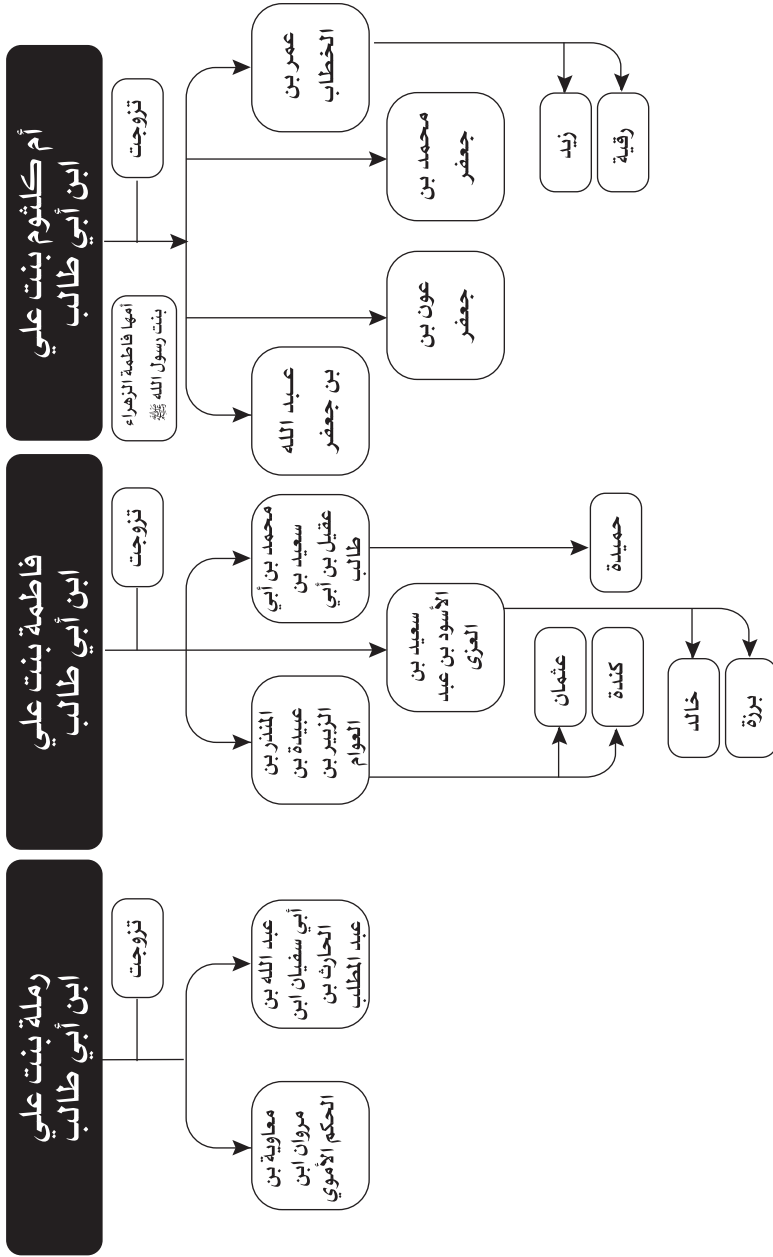 أم كلثوم بنت علي
ابن أبي طالب
تزوجت
أمها فاطمة الزهراء
بنت رسول الله ﷺ
عمر بن
الخطاب
محمد بن
جعفر
عون بن
جعفر
عبد الله
بن جعفر
زيد
رقية
فاطمة بنت علي
ابن أبي طالب
تزوجت
محمد بن أبي
سعيد بن
عقيل بن أبي
طالب
سعيد بن
الأسود بن عبد
العزى
المنذر بن
عبيدة بن
الزبير بن
العوام
حميدة
عثمان
كندة
خالد
برزة
رملة بنت علي
ابن أبي طالب
تزوجت
عبد الله بن
أبي سفيان ابن
الحارث بن
عبد المطلب
معاوية بن
مروان ابن
الحكم الأموي